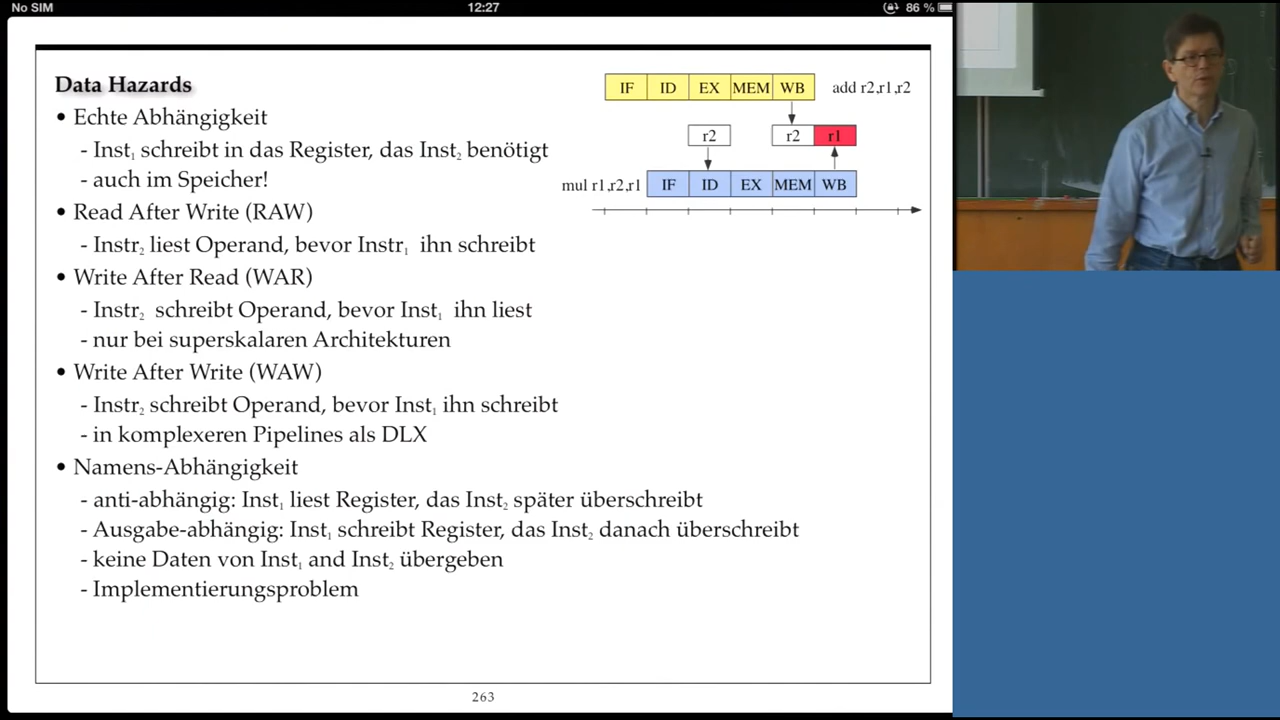 No SIM 12:27 86 %
Data Hazards
• Echte Abhängigkeit
- Inst₁ schreibt in das Register, das Inst₂ benötigt
- auch im Speicher!
• Read After Write (RAW)
- Instr₂ liest Operand, bevor Instr₁ ihn schreibt
• Write After Read (WAR)
- Instr₂ schreibt Operand, bevor Inst₁ ihn liest
- nur bei superskalaren Architekturen
• Write After Write (WAW)
- Instr₂ schreibt Operand, bevor Inst₁ ihn schreibt
- in komplexeren Pipelines als DLX
• Namens-Abhängigkeit
- anti-abhängig: Inst₁ liest Register, das Inst₂ später überschreibt
- Ausgabe-abhängig: Inst₁ schreibt Register, das Inst₂ danach überschreibt
- keine Daten von Inst₁ and Inst₂ übergeben
- Implementierungsproblem
IF ID EX MEM WB add r2,r1,r2
r2 r2 r1
mul r1,r2,r1 IF ID EX MEM WB
263